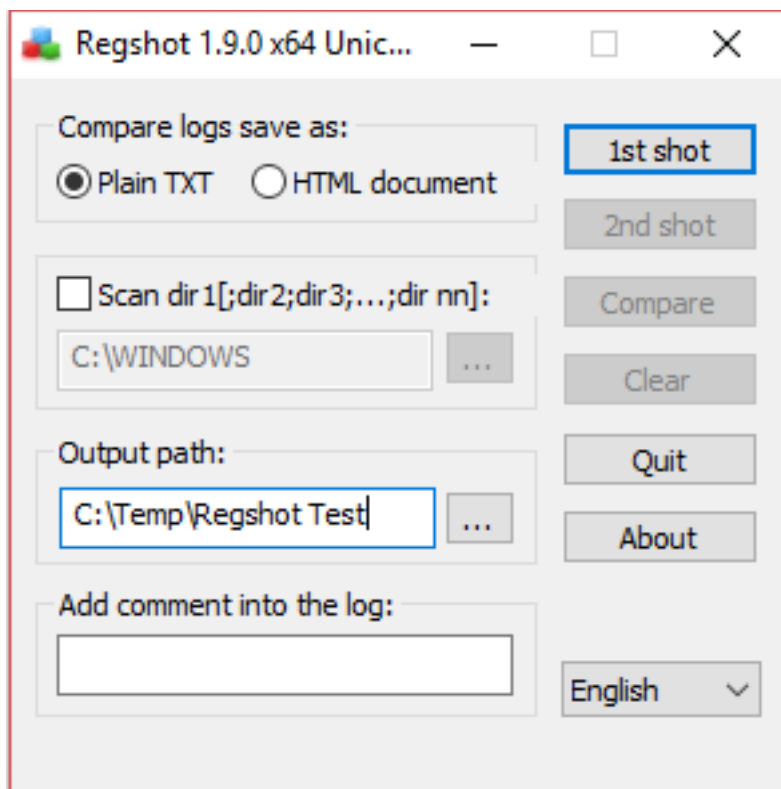 Regshot 1.9.0 x64 Unic...
Compare logs save as:
Plain TXT HTML document
1st shot
2nd shot
Scan dir1[;dir2;dir3;...;dir nn]:
C:\WINDOWS ...
Compare
Clear
Output path:
C:\Temp\Regshot Test ...
Quit
About
Add comment into the log:
English